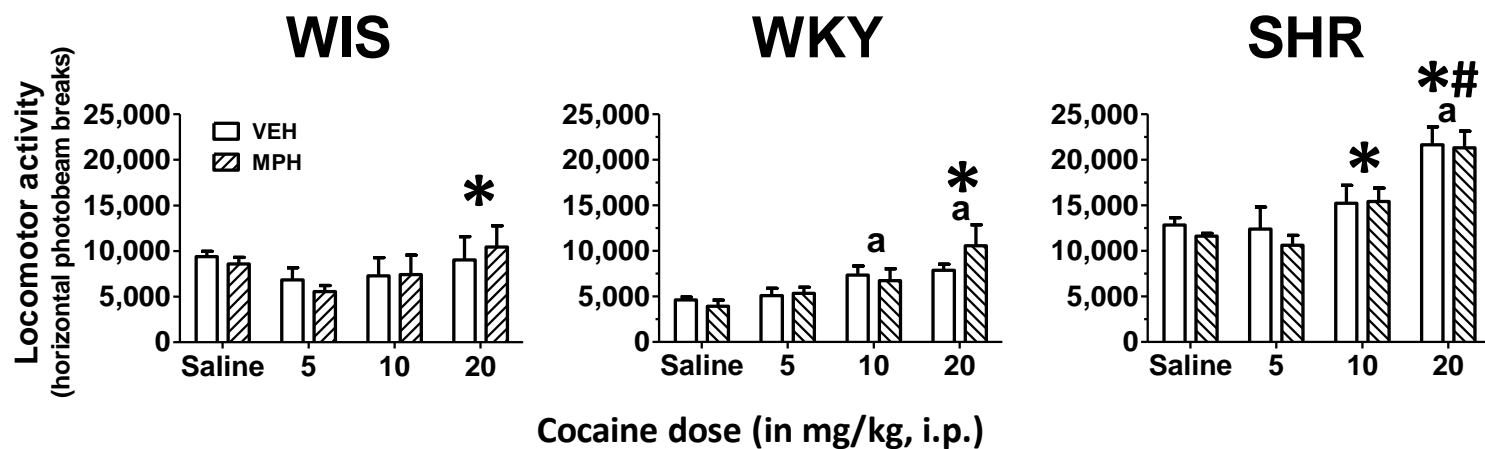 WIS
WKY
SHR
Locomotor activity
(horizontal photobeam breaks)
25,000
20,000
15,000
10,000
5,000
0
VEH
MPH
*
Saline 5 10 20
25,000
20,000
15,000
10,000
5,000
0
a
*
a
Saline 5 10 20
25,000
20,000
15,000
10,000
5,000
0
*
*#
a
Saline 5 10 20
Cocaine dose (in mg/kg, i.p.)